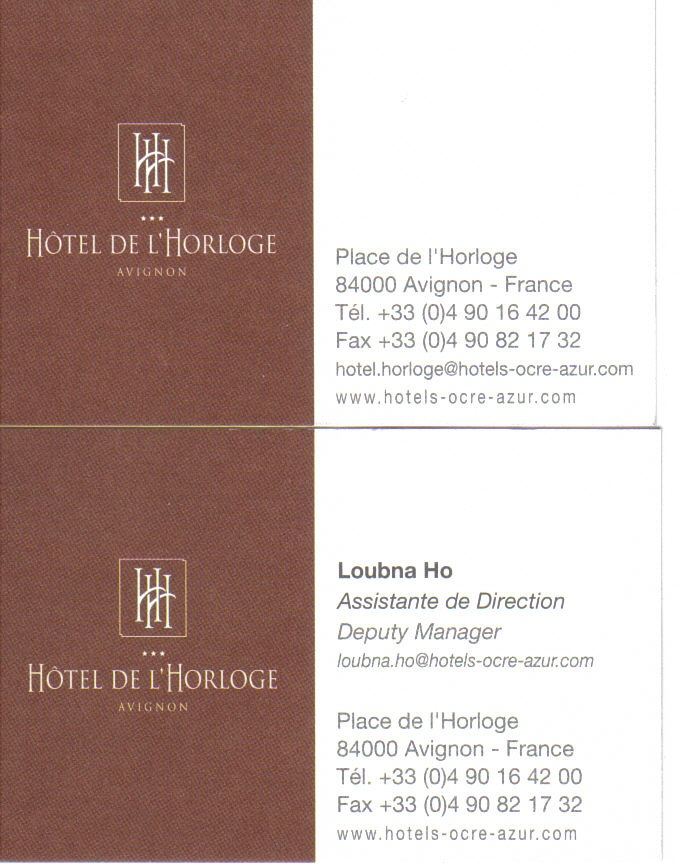 HH
★★★
HÔTEL DE L'HORLOGE
AVIGNON
Place de l'Horloge
84000 Avignon - France
Tél. +33 (0)4 90 16 42 00
Fax +33 (0)4 90 82 17 32
hotel.horloge@hotels-ocre-azur.com
www.hotels-ocre-azur.com
HH
★★★
HÔTEL DE L'HORLOGE
AVIGNON
Loubna Ho
Assistante de Direction
Deputy Manager
loubna.ho@hotels-ocre-azur.com
Place de l'Horloge
84000 Avignon - France
Tél. +33 (0)4 90 16 42 00
Fax +33 (0)4 90 82 17 32
www.hotels-ocre-azur.com